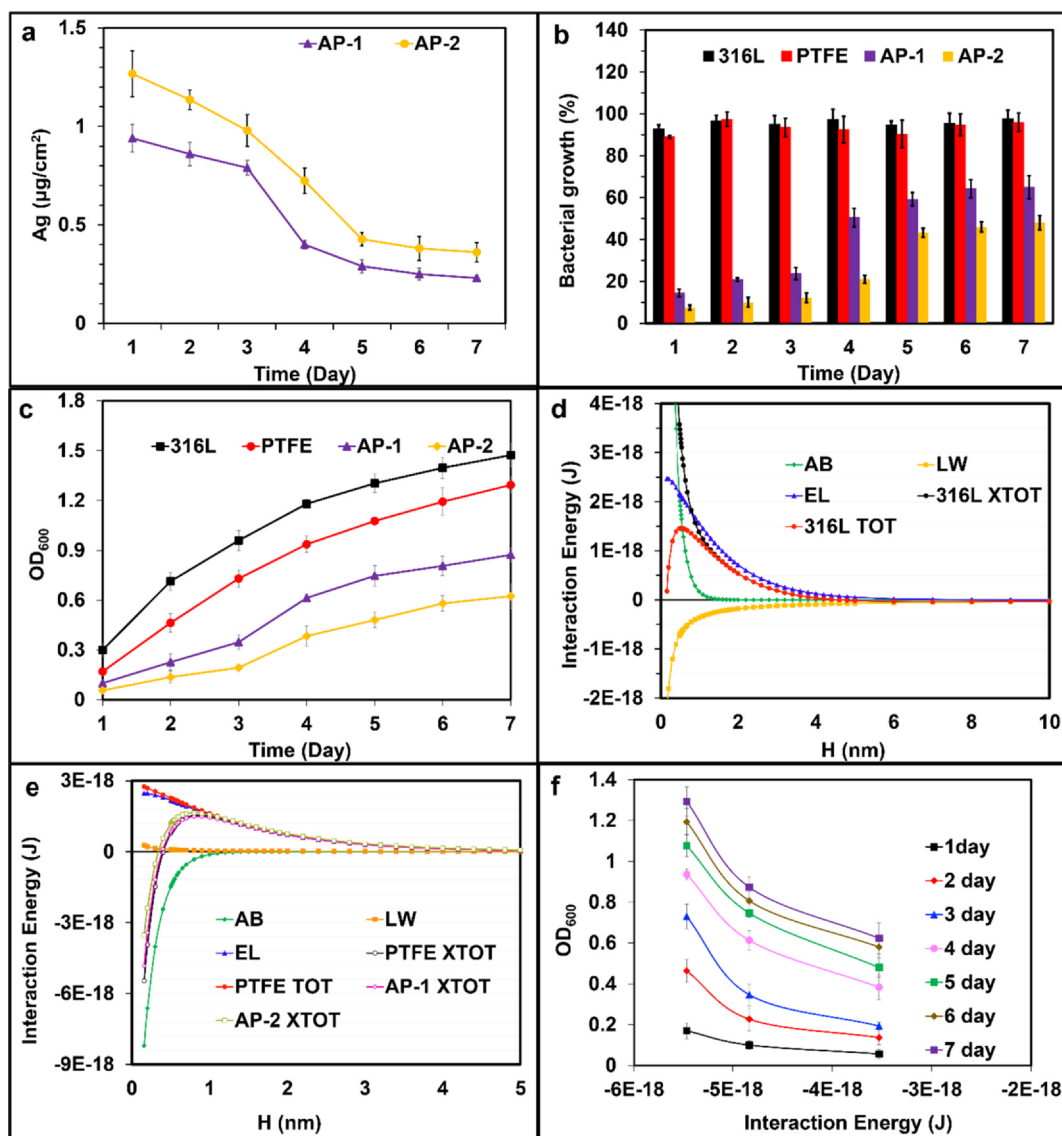 a
AP-1 AP-2
1.5
1
0.5
0
Ag (µg/cm²)
1 2 3 4 5 6 7
Time (Day)
b
316L PTFE AP-1 AP-2
140
120
100
80
60
40
20
0
Bacterial growth (%)
1 2 3 4 5 6 7
Time (Day)
c
316L PTFE AP-1 AP-2
1.8
1.5
1.2
0.9
0.6
0.3
0
OD₆₀₀
1 2 3 4 5 6 7
Time (Day)
d
4E-18
3E-18
2E-18
1E-18
0
-1E-18
-2E-18
Interaction Energy (J)
AB LW
EL 316L XTOT
316L TOT
0 2 4 6 8 10
H (nm)
e
3E-18
0
-3E-18
-6E-18
-9E-18
Interaction Energy (J)
AB LW
EL PTFE XTOT
PTFE TOT AP-1 XTOT
AP-2 XTOT
0 1 2 3 4 5
H (nm)
f
1.4
1.2
1
0.8
0.6
0.4
0.2
0
OD₆₀₀
1day
2 day
3 day
4 day
5 day
6 day
7 day
-6E-18 -5E-18 -4E-18 -3E-18 -2E-18
Interaction Energy (J)